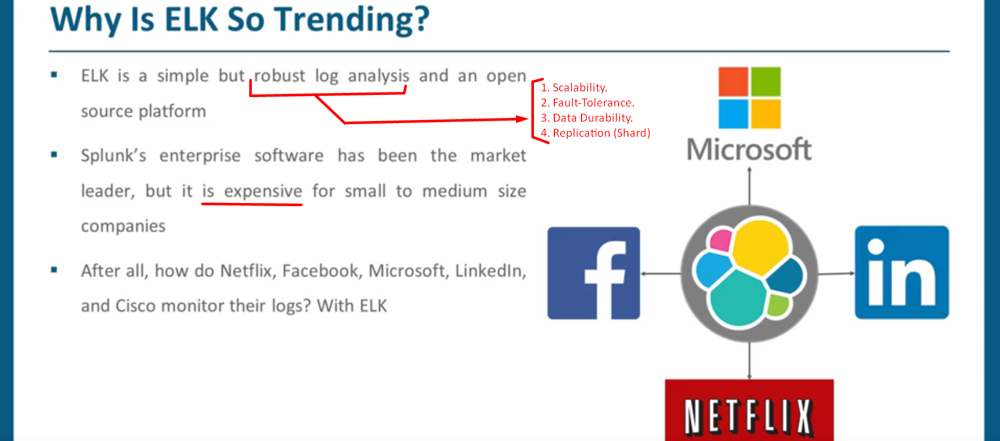 Why Is ELK So Trending?
ELK is a simple but robust log analysis and an open
source platform
1. Scalability.
2. Fault-Tolerance.
3. Data Durability.
4. Replication (Shard)
Splunk’s enterprise software has been the market
leader, but it is expensive for small to medium size
companies
After all, how do Netflix, Facebook, Microsoft, LinkedIn,
and Cisco monitor their logs? With ELK
Microsoft
f
in
NETFLIX